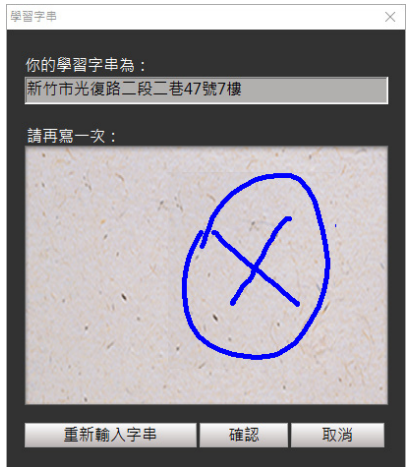 學習字串
你的學習字串為：
新竹市光復路二段二巷47號7樓
請再寫一次：
重新輸入字串
確認
取消